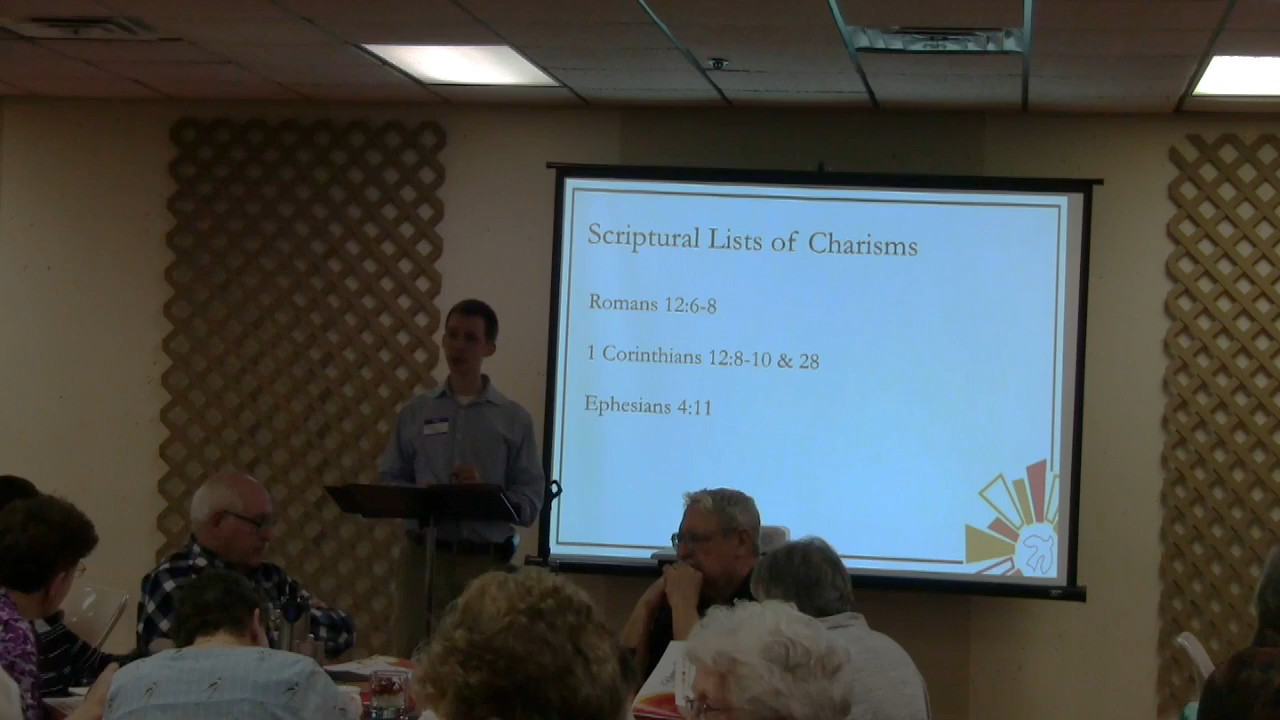 Scriptural Lists of Charisms
Romans 12:6-8
1 Corinthians 12:8-10 & 28
Ephesians 4:11